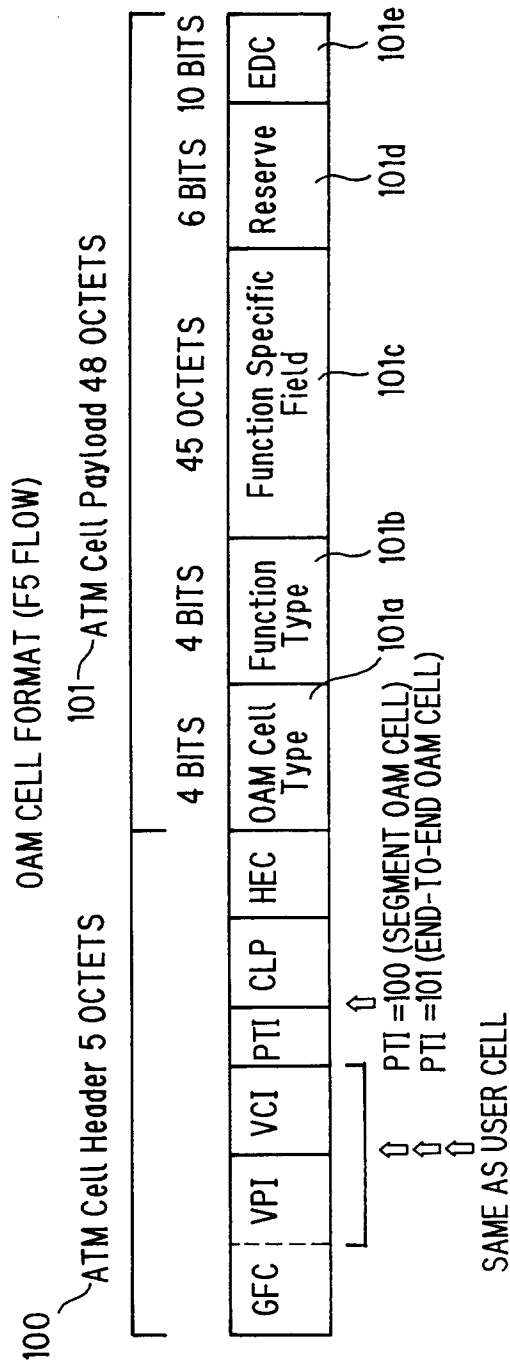 OAM CELL FORMAT (F5 FLOW)
100 ATM Cell Header 5 OCTETS
101 ATM Cell Payload 48 OCTETS
4 BITS 4 BITS 45 OCTETS 6 BITS 10 BITS
GFC VPI VCI PTI CLP HEC
OAM Cell
Type
Function
Type
Function Specific
Field
Reserve
EDC
101a 101b 101c 101d 101e
PTI =100 (SEGMENT OAM CELL)
PTI =101 (END-TO-END OAM CELL)
SAME AS USER CELL